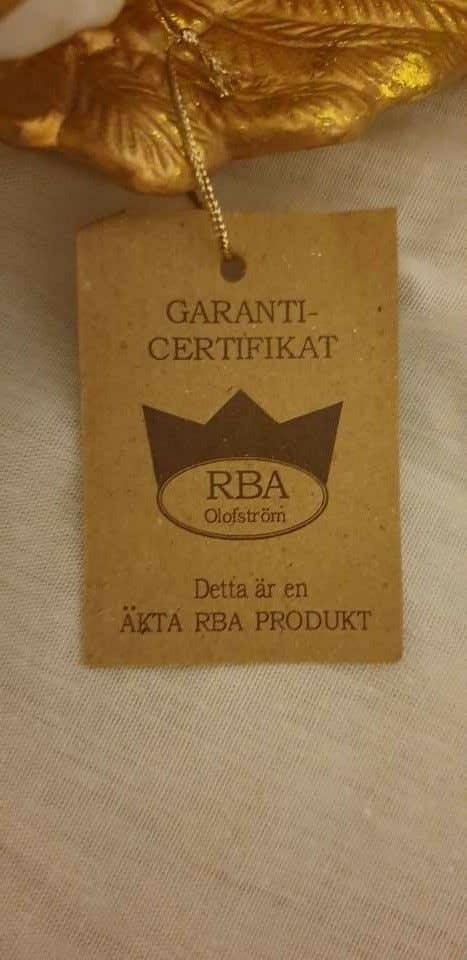 GARANTI-
CERTIFIKAT
RBA
Olofström
Detta är en
ÄKTA RBA PRODUKT